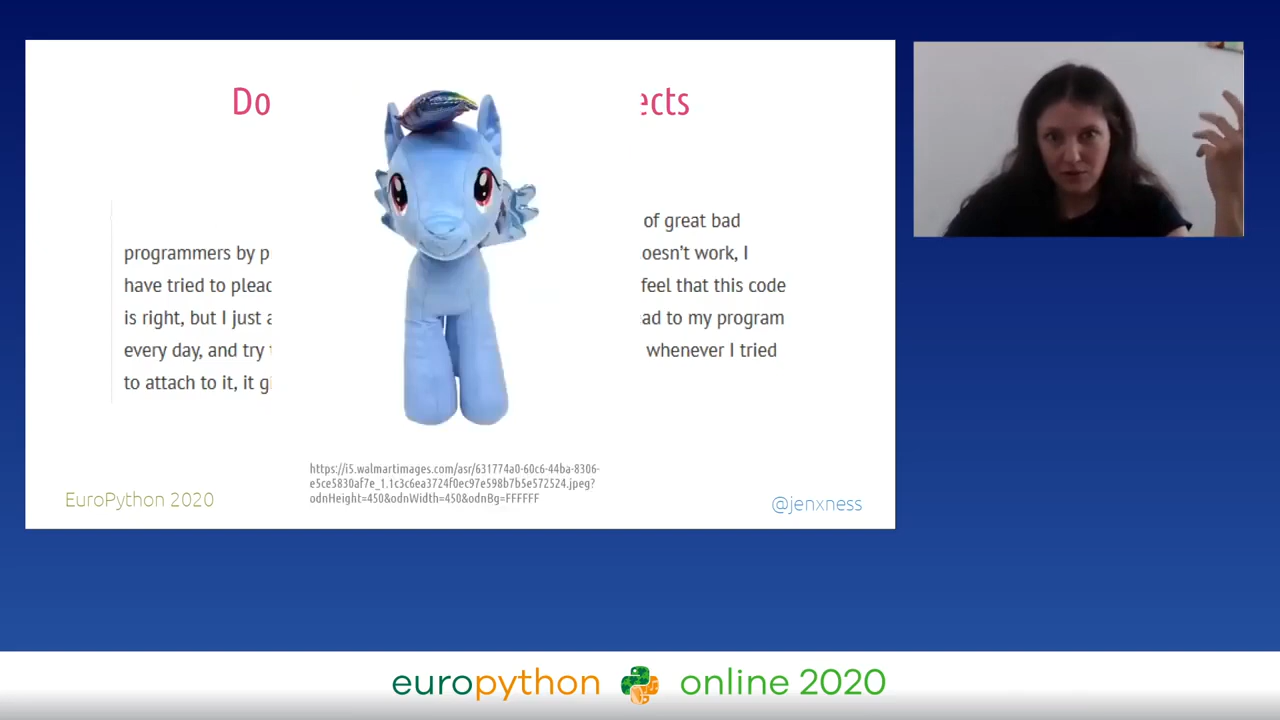 Do ects
of great bad
programmers by p oesn’t work, I
have tried to pleac feel that this code
is right, but I just a ad to my program
every day, and try t whenever I tried
to attach to it, it gi
https://i5.walmartimages.com/asr/631774a0-60c6-44ba-8306-
e5ce5830af7e_1.1c3c6ea3724f0ec97e598b7b5e572524.jpeg?
odnHeight=450&odnWidth=450&odnBg=FFFFFF
EuroPython 2020
@jenxness
europython online 2020